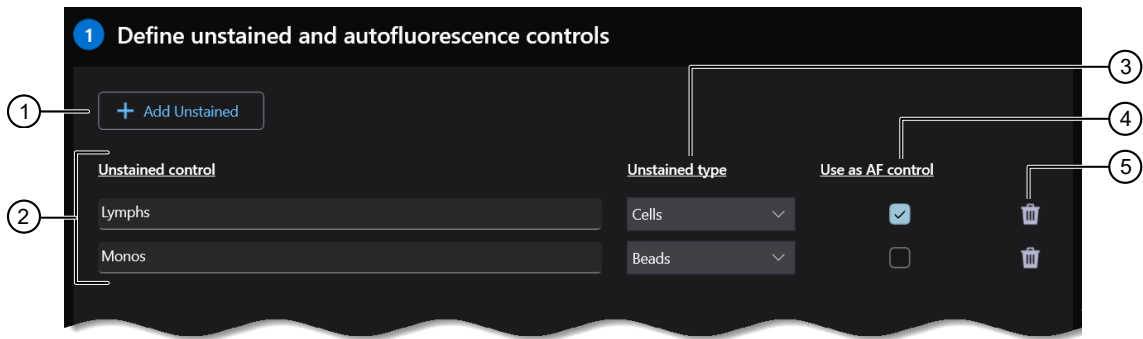 1 Define unstained and autofluorescence controls
3
1
+ Add Unstained
4
Unstained control Unstained type Use as AF control
5
2
Lymphs Cells
Monos Beads